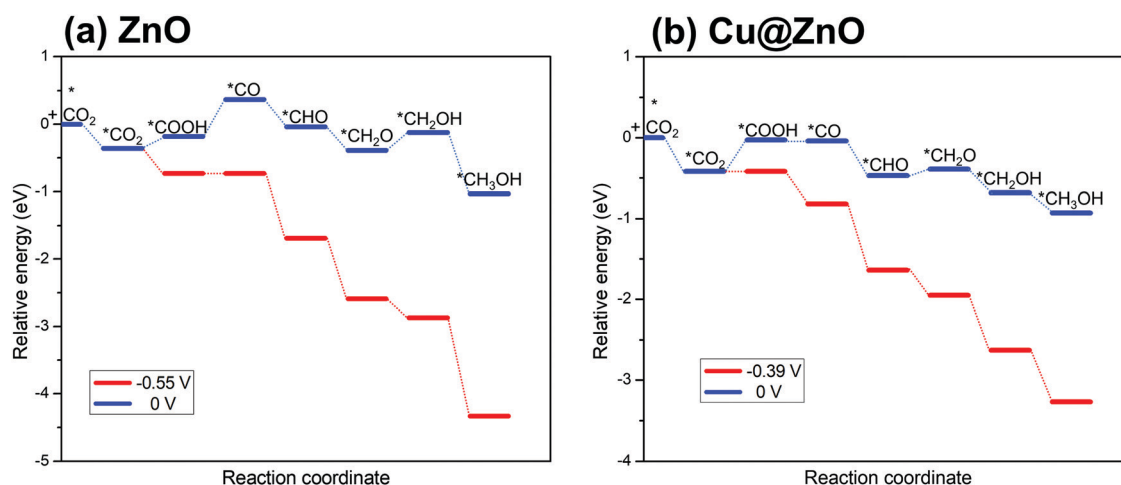 (a) ZnO
Relative energy (eV)
1
0
-1
-2
-3
-4
-5
*
+ CO2
*CO2
*COOH
*CO
*CHO
*CH2O
*CH2OH
*CH3OH
-0.55 V
0 V
Reaction coordinate
(b) Cu@ZnO
Relative energy (eV)
1
0
-1
-2
-3
-4
*
+ CO2
*CO2
*COOH
*CO
*CHO
*CH2O
*CH2OH
*CH3OH
-0.39 V
0 V
Reaction coordinate